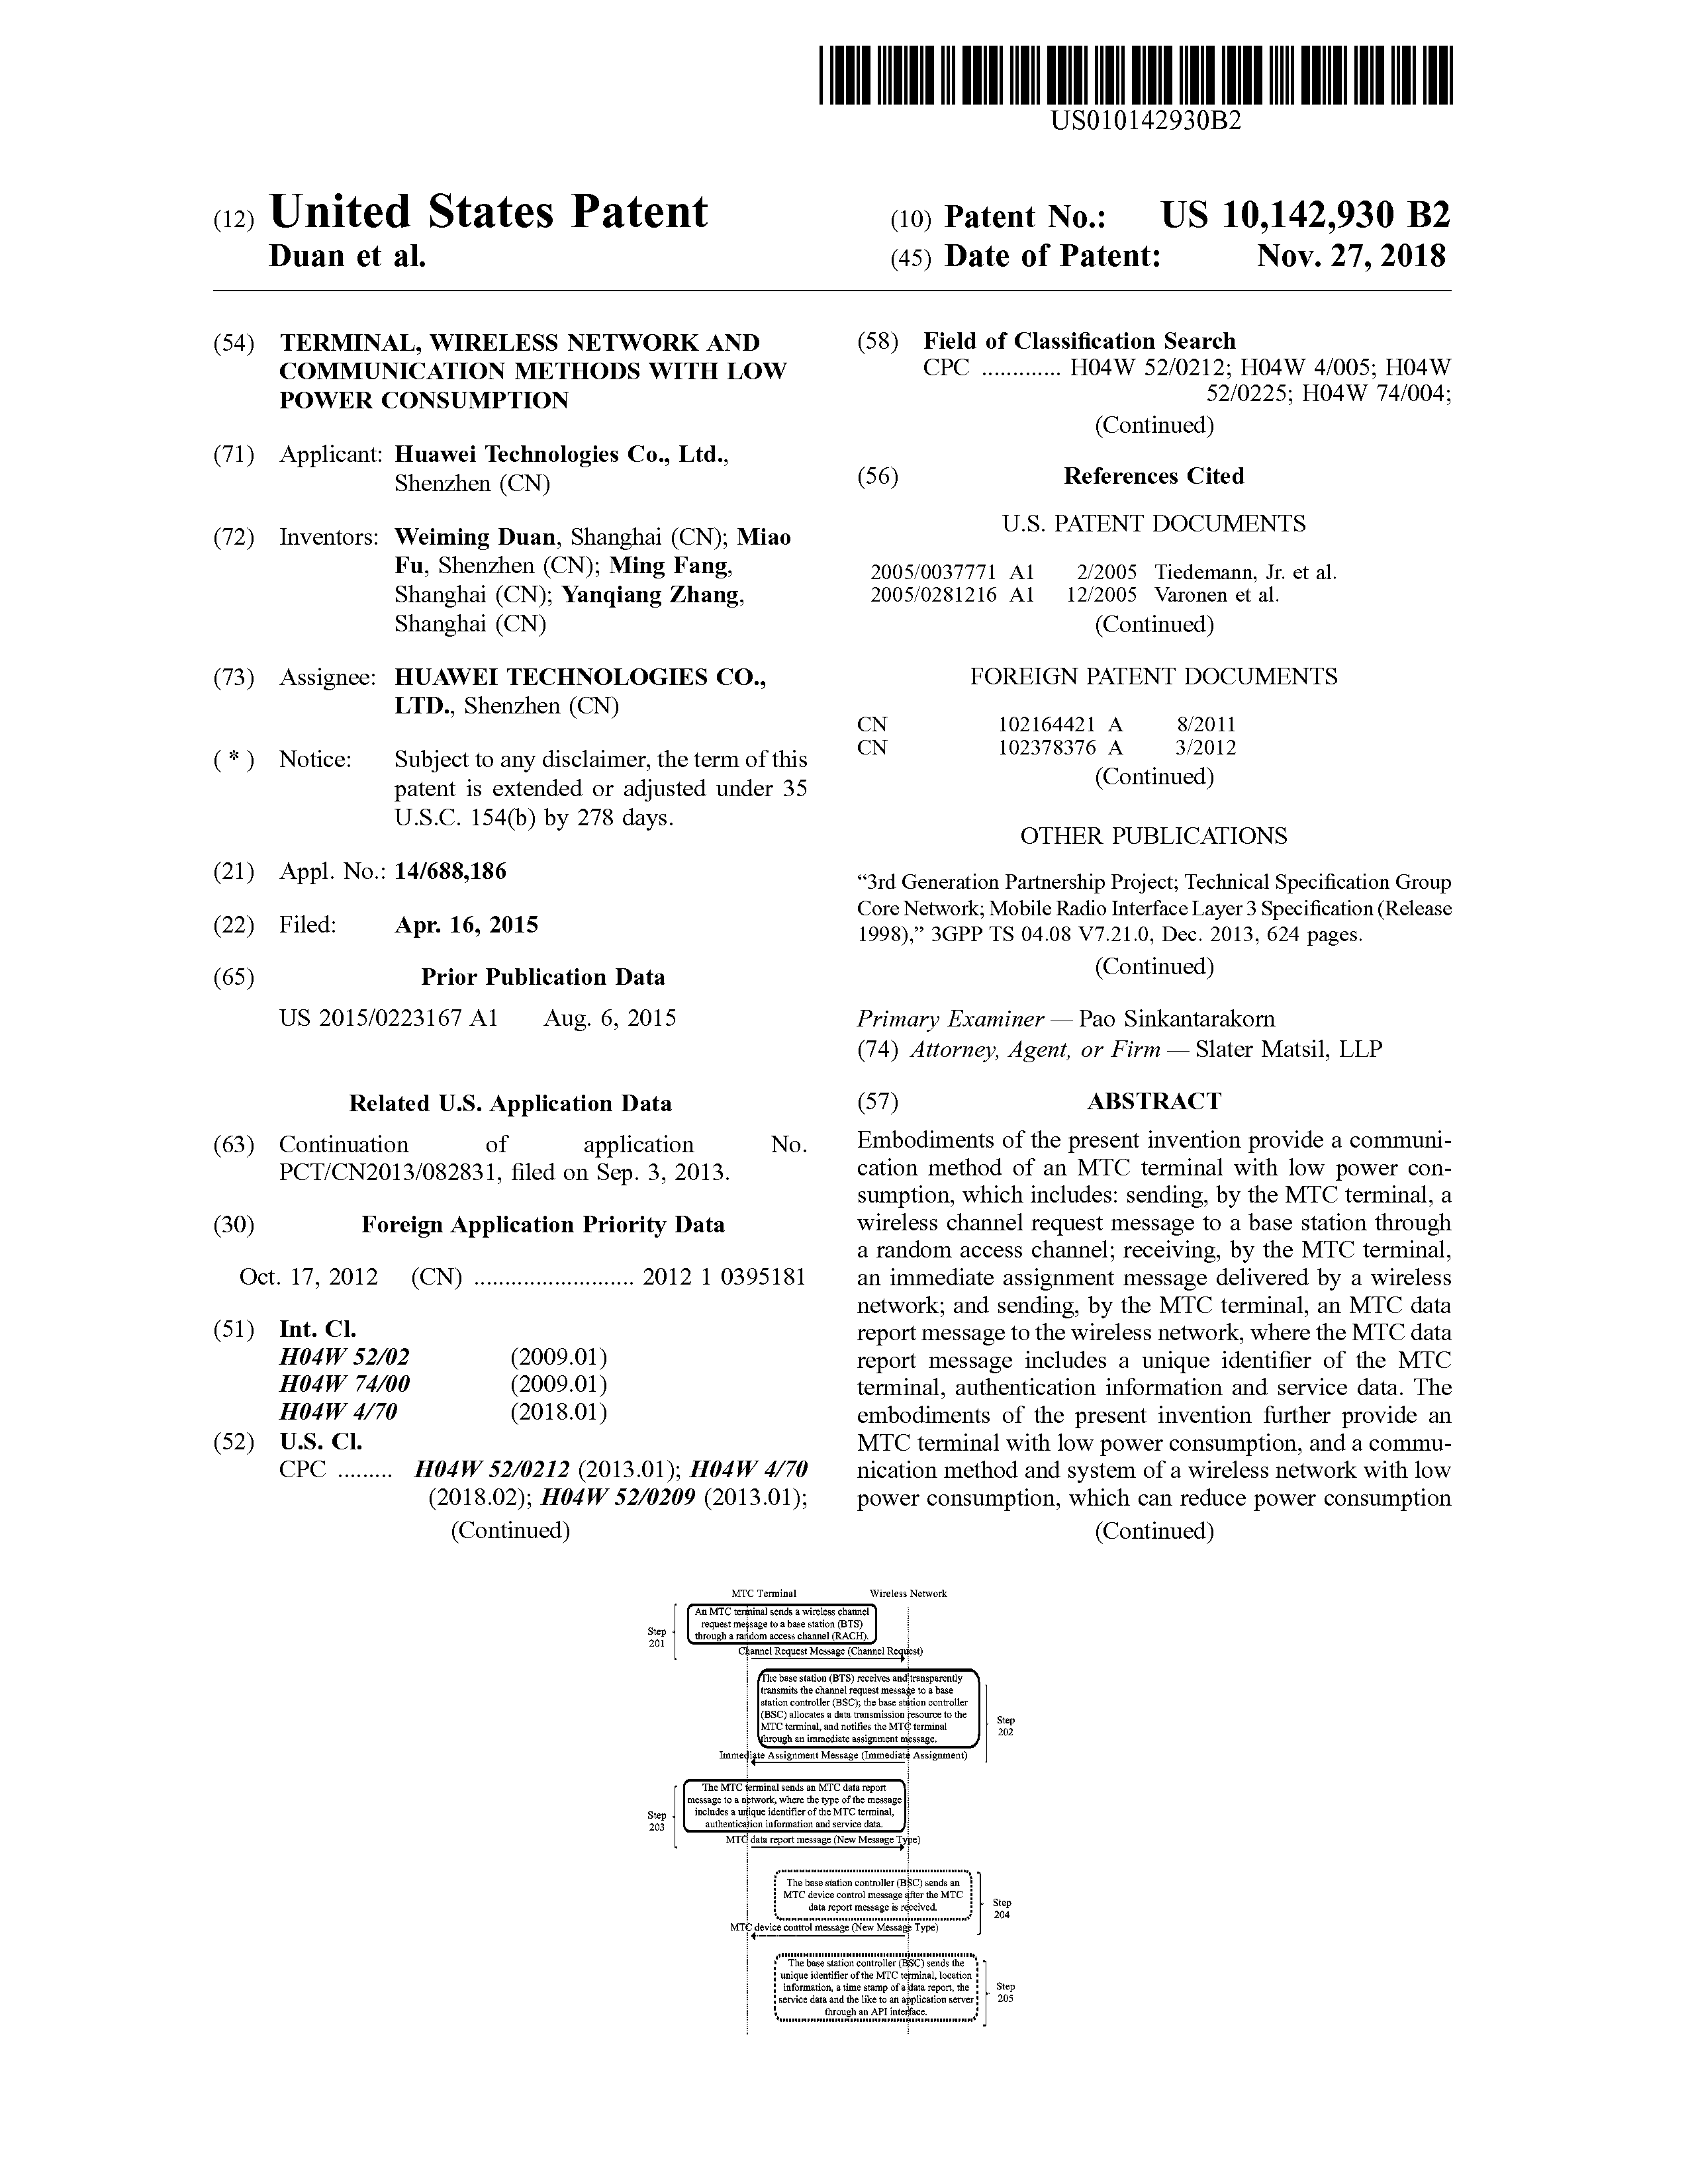 US010142930B2
(12) United States Patent
Duan et al.
(10) Patent No.: US 10,142,930 B2
(45) Date of Patent: Nov. 27, 2018
(54) TERMINAL, WIRELESS NETWORK AND
COMMUNICATION METHODS WITH LOW
POWER CONSUMPTION
(71) Applicant: Huawei Technologies Co., Ltd.,
Shenzhen (CN)
(72) Inventors: Weiming Duan, Shanghai (CN); Miao
Fu, Shenzhen (CN); Ming Fang,
Shanghai (CN); Yanqiang Zhang,
Shanghai (CN)
(73) Assignee: HUAWEI TECHNOLOGIES CO.,
LTD., Shenzhen (CN)
( * ) Notice: Subject to any disclaimer, the term of this
patent is extended or adjusted under 35
U.S.C. 154(b) by 278 days.
(21) Appl. No.: 14/688,186
(22) Filed: Apr. 16, 2015
(65) Prior Publication Data
US 2015/0223167 A1 Aug. 6, 2015
Related U.S. Application Data
(63) Continuation of application No.
PCT/CN2013/082831, filed on Sep. 3, 2013.
(30) Foreign Application Priority Data
Oct. 17, 2012 (CN) .......................... 2012 1 0395181
(51) Int. Cl.
H04W 52/02 (2009.01)
H04W 74/00 (2009.01)
H04W 4/70 (2018.01)
(52) U.S. Cl.
CPC ......... H04W 52/0212 (2013.01); H04W 4/70
(2018.02); H04W 52/0209 (2013.01);
(Continued)
(58) Field of Classification Search
CPC ............. H04W 52/0212; H04W 4/005; H04W
52/0225; H04W 74/004;
(Continued)
(56) References Cited
U.S. PATENT DOCUMENTS
2005/0037771 A1 2/2005 Tiedemann, Jr. et al.
2005/0281216 A1 12/2005 Varonen et al.
(Continued)
FOREIGN PATENT DOCUMENTS
CN 102164421 A 8/2011
CN 102378376 A 3/2012
(Continued)
OTHER PUBLICATIONS
“3rd Generation Partnership Project; Technical Specification Group
Core Network; Mobile Radio Interface Layer 3 Specification (Release
1998),” 3GPP TS 04.08 V7.21.0, Dec. 2013, 624 pages.
(Continued)
Primary Examiner — Pao Sinkantarakorn
(74) Attorney, Agent, or Firm — Slater Matsil, LLP
(57) ABSTRACT
Embodiments of the present invention provide a communi-
cation method of an MTC terminal with low power con-
sumption, which includes: sending, by the MTC terminal, a
wireless channel request message to a base station through
a random access channel; receiving, by the MTC terminal,
an immediate assignment message delivered by a wireless
network; and sending, by the MTC terminal, an MTC data
report message to the wireless network, where the MTC data
report message includes a unique identifier of the MTC
terminal, authentication information and service data. The
embodiments of the present invention further provide an
MTC terminal with low power consumption, and a commu-
nication method and system of a wireless network with low
power consumption, which can reduce power consumption
(Continued)
MTC Terminal Wireless Network
Step
201
An MTC terminal sends a wireless channel
request message to a base station (BTS)
through a random access channel (RACH).
Channel Request Message (Channel Request)
The base station (BTS) receives and transparently
transmits the channel request message to a base
station controller (BSC); the base station controller
(BSC) allocates a data transmission resource to the
MTC terminal, and notifies the MTC terminal
through an immediate assignment message.
Step
202
Immediate Assignment Message (Immediate Assignment)
Step
203
The MTC terminal sends an MTC data report
message to a network, where the type of the message
includes a unique identifier of the MTC terminal,
authentication information and service data.
MTC data report message (New Message Type)
The base station controller (BSC) sends an
MTC device control message after the MTC
data report message is received.
Step
204
MTC device control message (New Message Type)
The base station controller (BSC) sends the
unique identifier of the MTC terminal, location
information, a time stamp of a data report, the
service data and the like to an application server
through an API interface.
Step
205